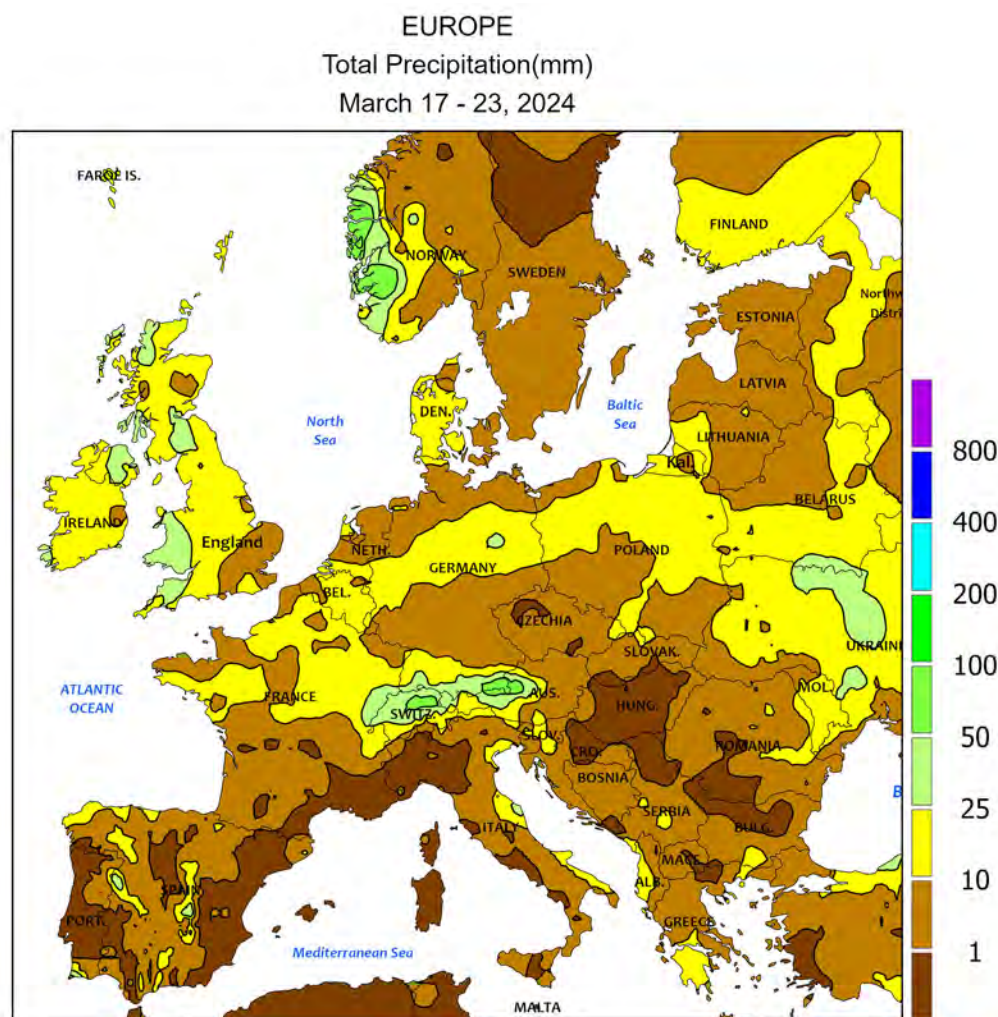 EUROPE
Total Precipitation(mm)
March 17 - 23, 2024
FAROE IS.
FINLAND
NORWAY
SWEDEN
Northw
Distri
ESTONIA
LATVIA
North
Sea
Baltic
Sea
DEN.
LITHUANIA
Kal.
BELARUS
IRELAND
England
NETH.
GERMANY
POLAND
BEL.
CZECHIA
UKRAINE
SLOVAK.
ATLANTIC
OCEAN
FRANCE
AUS.
MOL.
SWITZ.
HUNG.
SLOV.
CRO.
ROMANIA
BOSNIA
B
SERBIA
ITALY
BULG.
MACE.
SPAIN
ALB.
PORT.
GREECE
Mediterranean Sea
MALTA
800
400
200
100
50
25
10
1